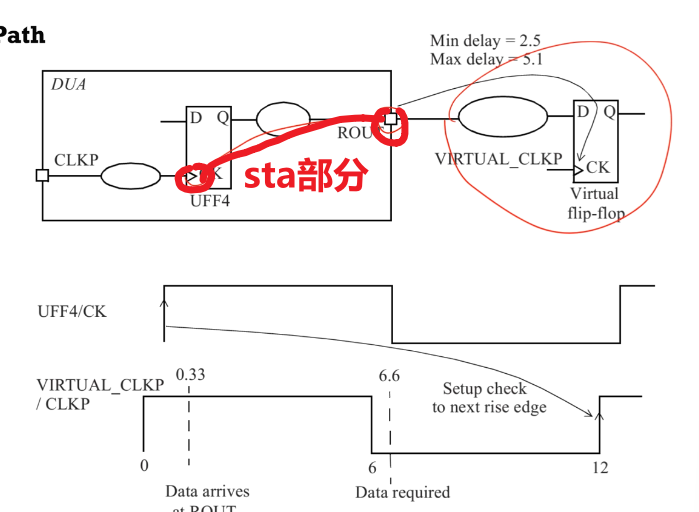 Path
Min delay = 2.5
Max delay = 5.1
DUA
D Q
D Q
ROU
CLKP
VIRTUAL_CLKP
CK
CK
sta部分
UFF4
Virtual
flip-flop
UFF4/CK
VIRTUAL_CLKP
/ CLKP
0.33
6.6
Setup check
to next rise edge
0
6
12
Data arrives
at ROUT
Data required